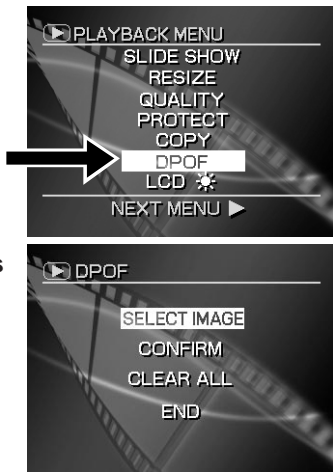 PLAYBACK MENU
SLIDE SHOW
RESIZE
QUALITY
PROTECT
COPY
DPOF
LCD
NEXT MENU
s
DPOF
SELECT IMAGE
CONFIRM
CLEAR ALL
END